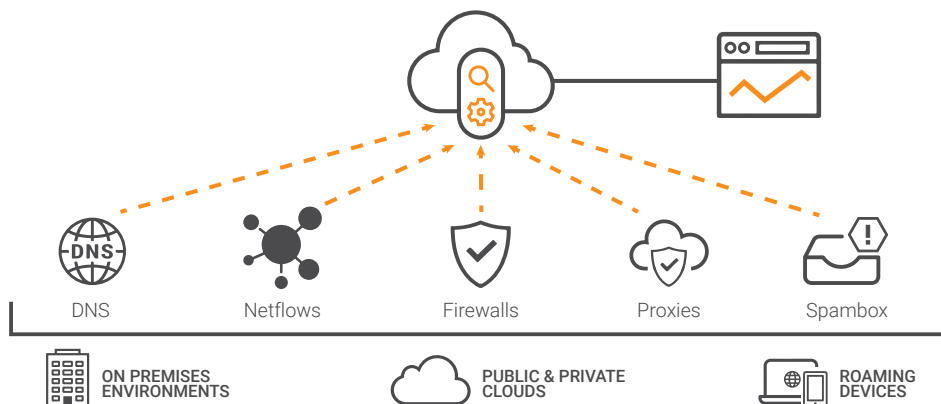 DNS
DNS
Netflows
Firewalls
Proxies
Spambox
ON PREMISES
ENVIRONMENTS
PUBLIC & PRIVATE
CLOUDS
ROAMING
DEVICES